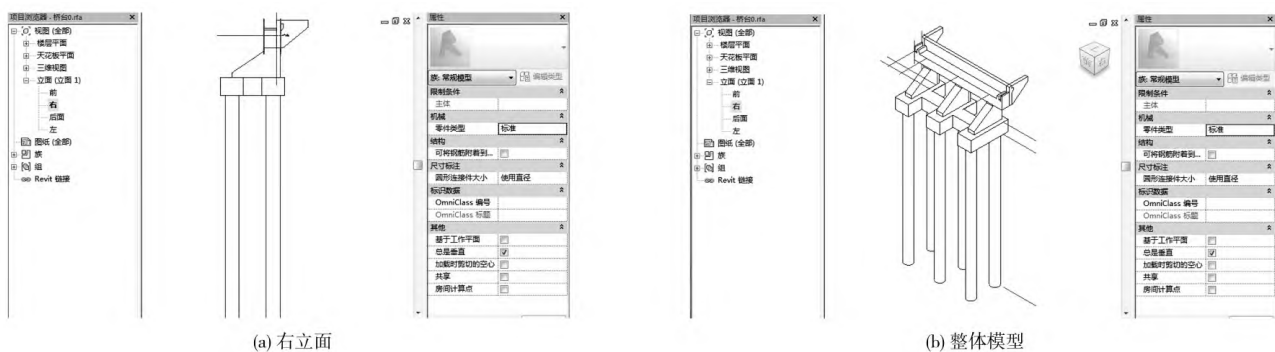 项目浏览器 - 桥台0.rfa
视图 (全部)
楼层平面
天花板平面
三维视图
立面 (立面 1)
前
右
后面
左
图纸 (全部)
族
组
Revit 链接
属性
族: 常规模型
编辑类型
限制条件
主体
机械
零件类型 标准
结构
可将钢筋附着到...
尺寸标注
圆形连接件大小 使用直径
标识数据
OmniClass 编号
OmniClass 标题
其他
基于工作平面
总是垂直
加载时剪切的空心
共享
房间计算点
(a) 右立面
项目浏览器 - 桥台0.rfa
视图 (全部)
楼层平面
天花板平面
三维视图
立面 (立面 1)
前
右
后面
左
图纸 (全部)
族
组
Revit 链接
属性
族: 常规模型
编辑类型
限制条件
主体
机械
零件类型 标准
结构
可将钢筋附着到...
尺寸标注
圆形连接件大小 使用直径
标识数据
OmniClass 编号
OmniClass 标题
其他
基于工作平面
总是垂直
加载时剪切的空心
共享
房间计算点
(b) 整体模型